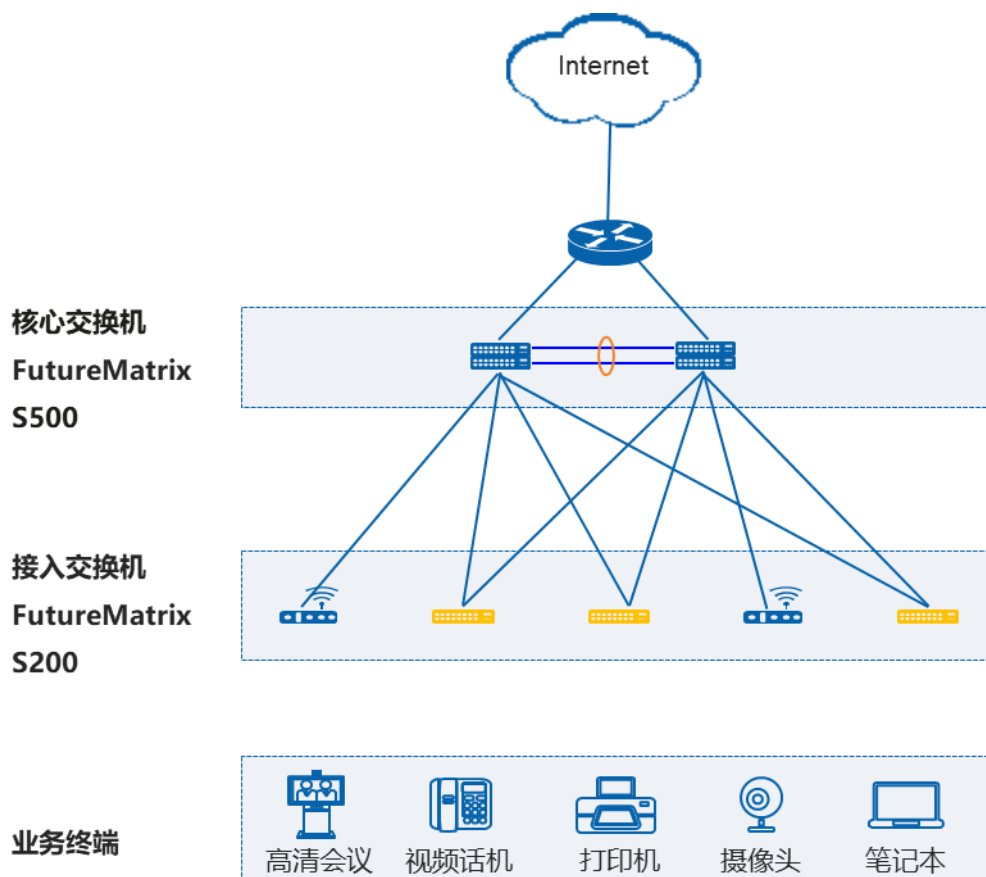 Internet
核心交换机
FutureMatrix
S500
接入交换机
FutureMatrix
S200
业务终端
高清会议 视频话机 打印机 摄像头 笔记本